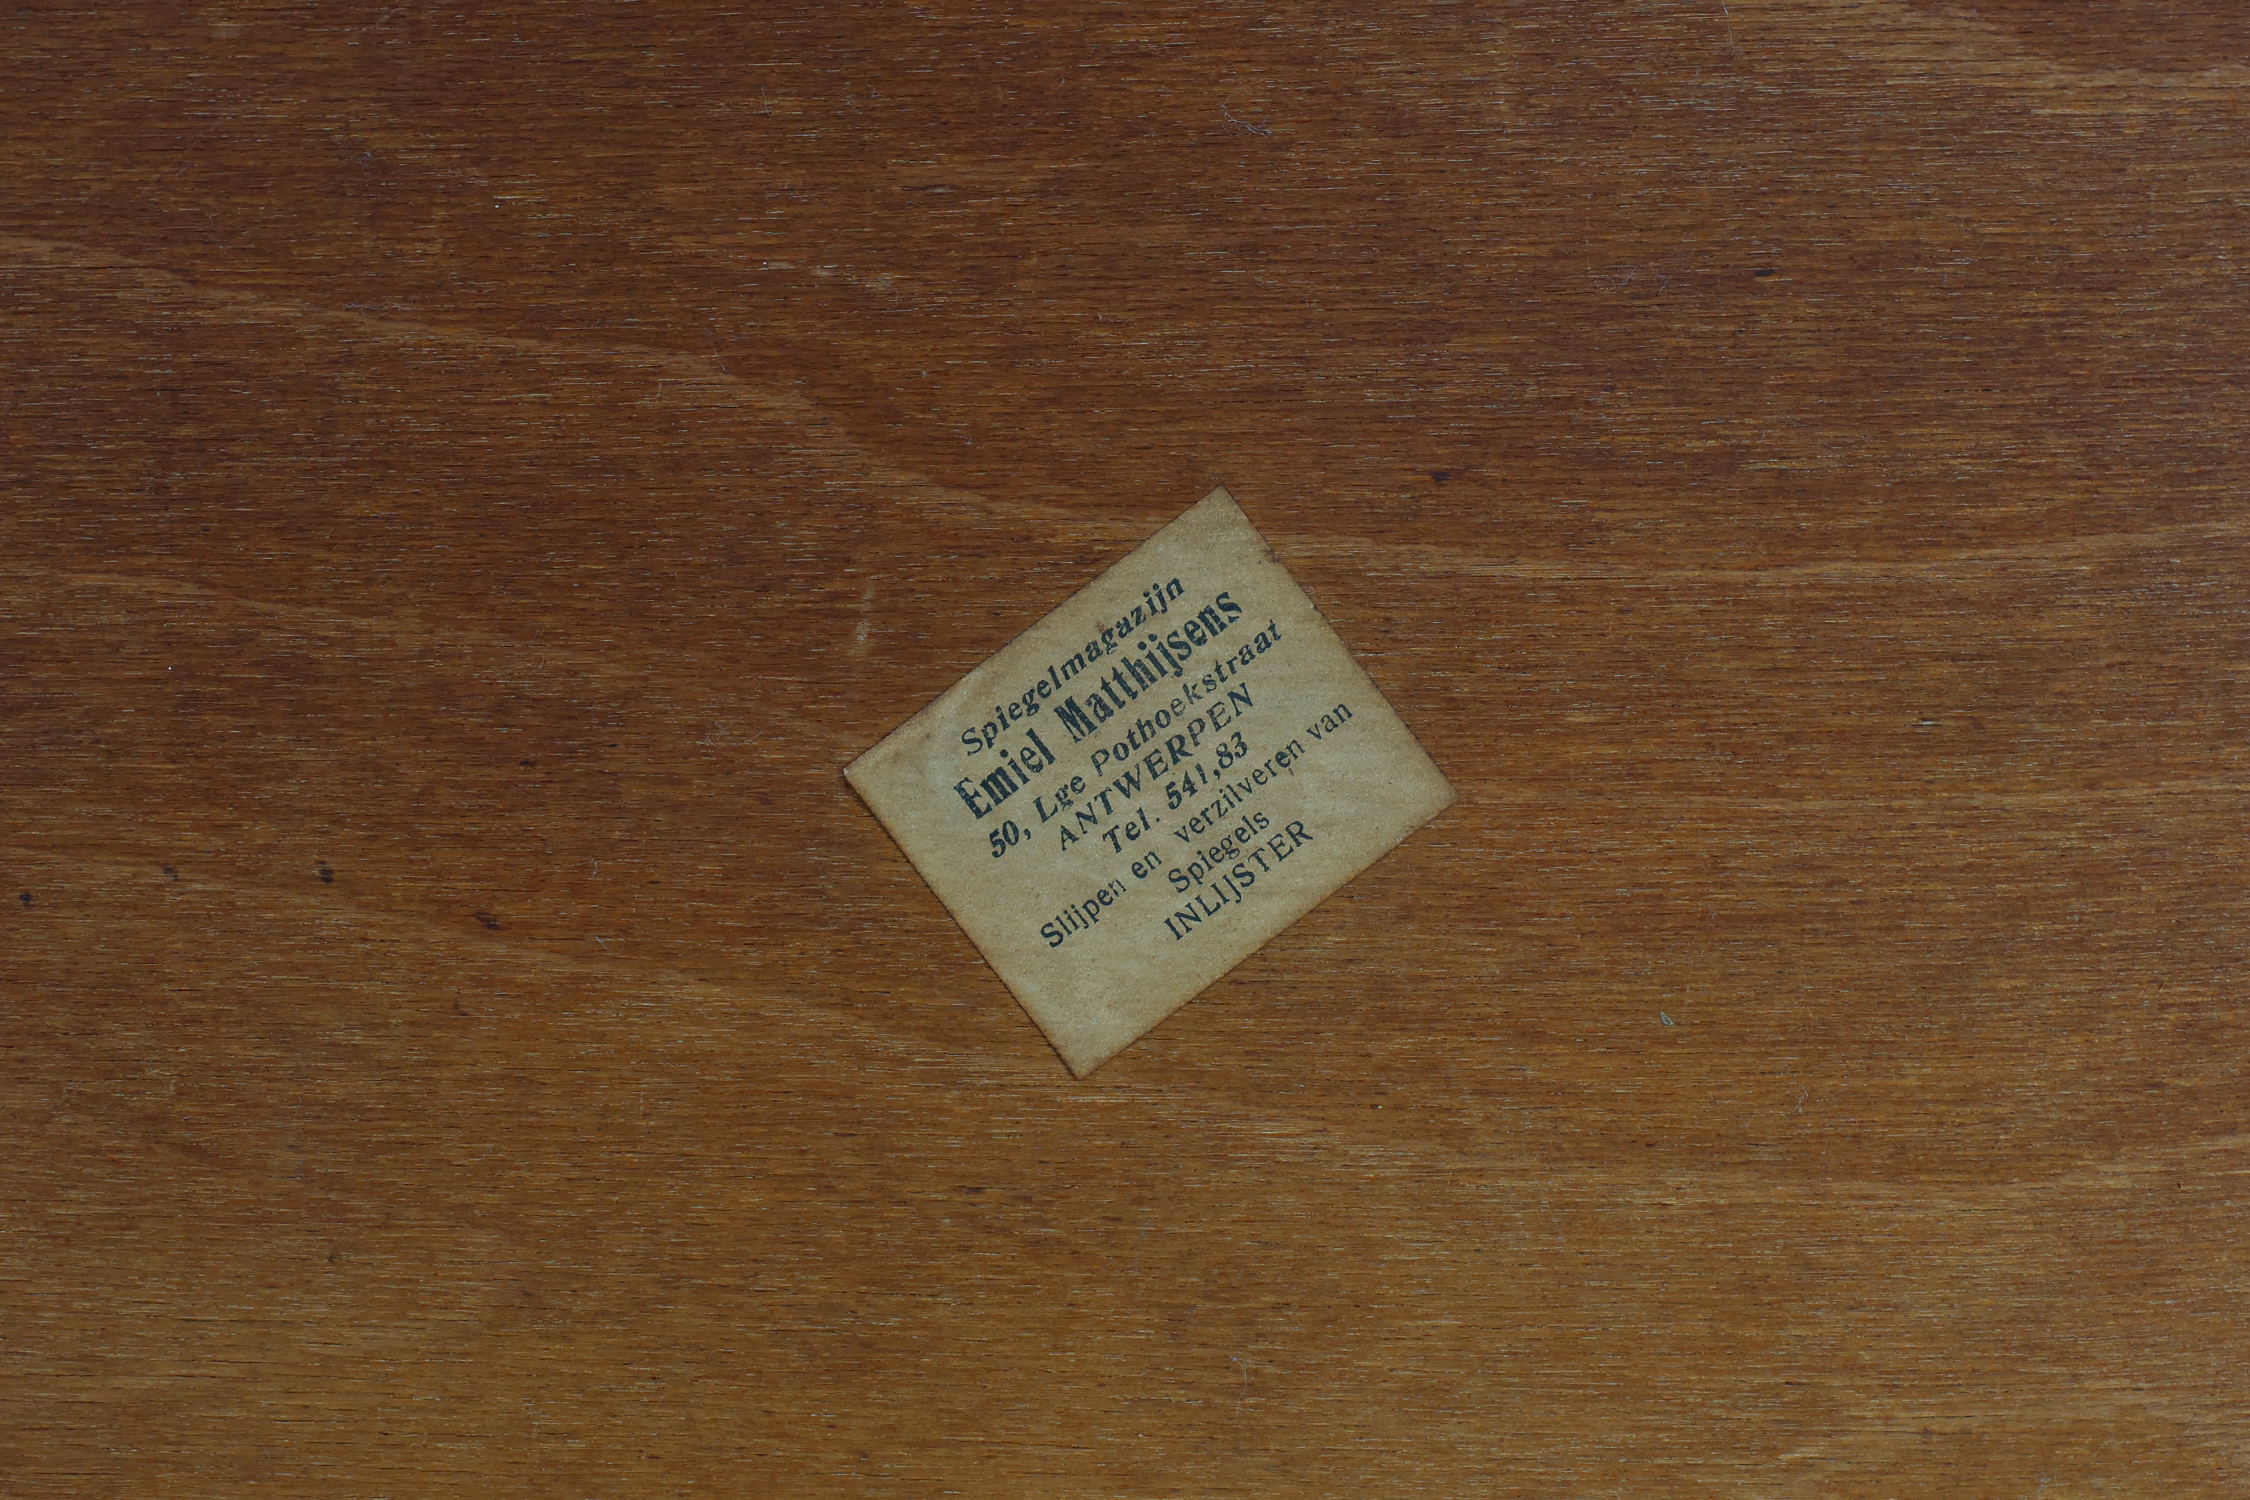 Spiegelmagazijn
Emiel Matthijsens
50, Lge Pothoekstraat
ANTWERPEN
Tel. 541,83
Slijpen en verzilveren van
Spiegels
INLIJSTER